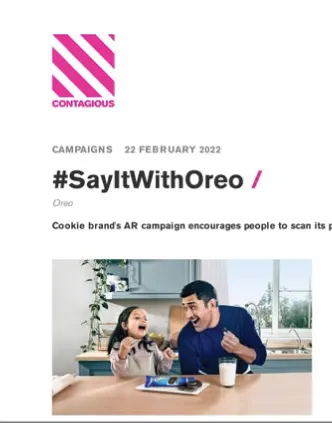 CONTAGIOUS
CAMPAIGNS 22 FEBRUARY 2022
#SayItWithOreo /
Oreo
Cookie brand's AR campaign encourages people to scan its